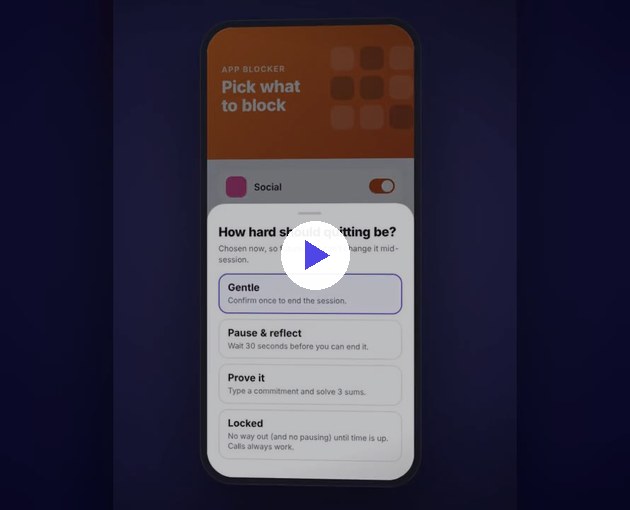 APP BLOCKER
Pick what
to block
Social
How hard should quitting be?
Chosen now, so hange it mid-
session.
Gentle
Confirm once to end the session.
Pause & reflect
Wait 30 seconds before you can end it.
Prove it
Type a commitment and solve 3 sums.
Locked
No way out (and no pausing) until time is up.
Calls always work.